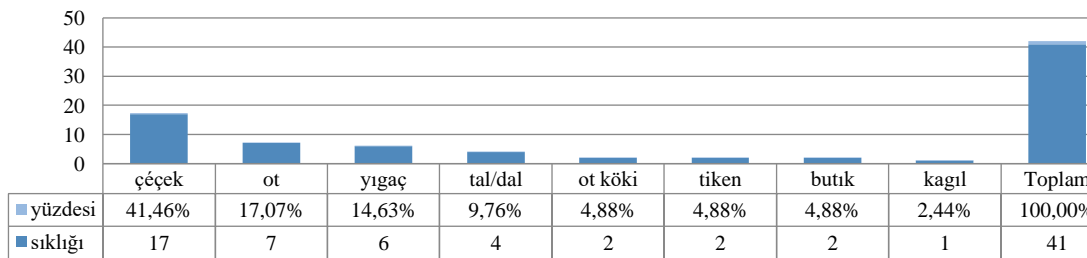 50
40
30
20
10
0
çéçek ot yıgaç tal/dal ot köki tiken butık kagıl Toplam
yüzdesi 41,46% 17,07% 14,63% 9,76% 4,88% 4,88% 4,88% 2,44% 100,00%
sıklığı 17 7 6 4 2 2 2 1 41